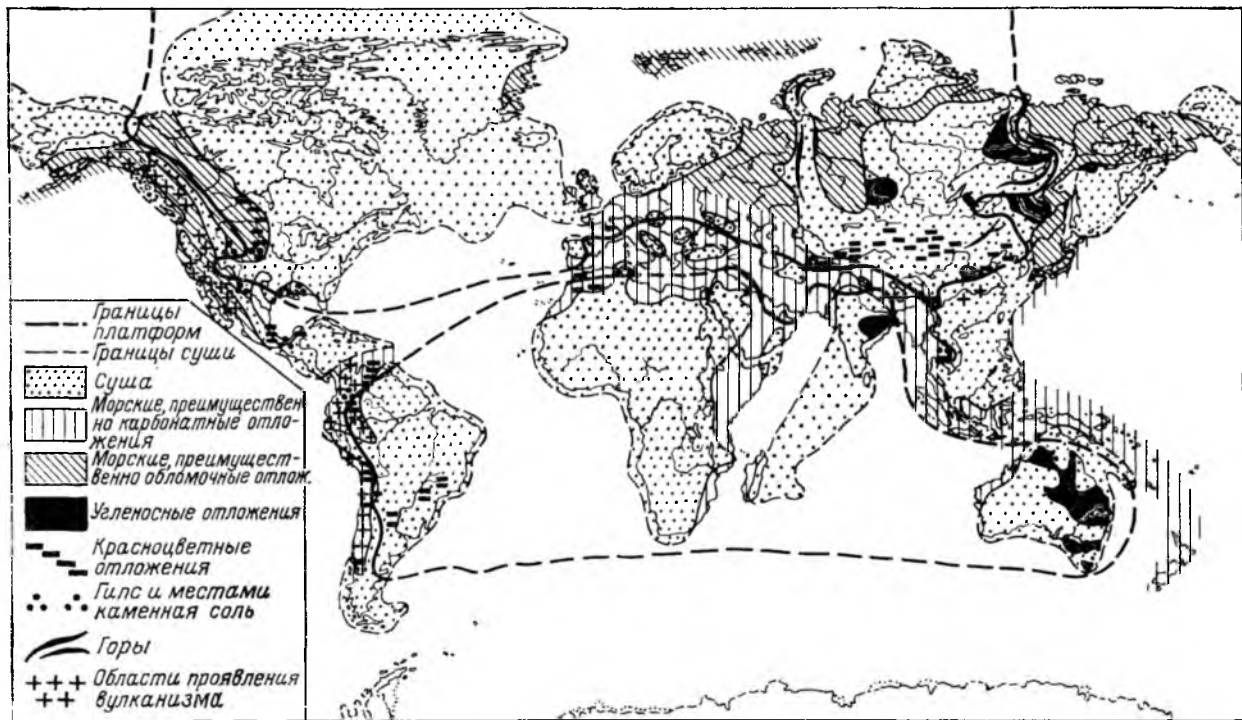 Границы
платформ
Границы суши
Суша
Морские, преимуществен-
но карбонатные отло-
жения
Морские, преимущест-
венно обломочные отлож.
Угленосные отложения
Красноцветные
отложения
Гипс и местами
каменная соль
Горы
Области проявления
вулканизма